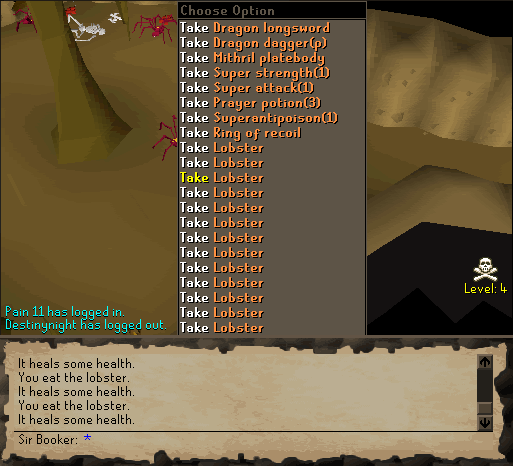 Choose Option
Take Dragon longsword
Take Dragon dagger(p)
Take Mithril platebody
Take Super strength(1)
Take Super attack(1)
Take Prayer potion(3)
Take Superantipoison(1)
Take Ring of recoil
Take Lobster
Take Lobster
Take Lobster
Take Lobster
Take Lobster
Take Lobster
Take Lobster
Take Lobster
Take Lobster
Take Lobster
Take Lobster
Take Lobster
Take Lobster
Level: 4
Pain 11 has logged in.
Destinynight has logged out.
It heals some health.
You eat the lobster.
It heals some health.
You eat the lobster.
It heals some health.
Sir Booker: *